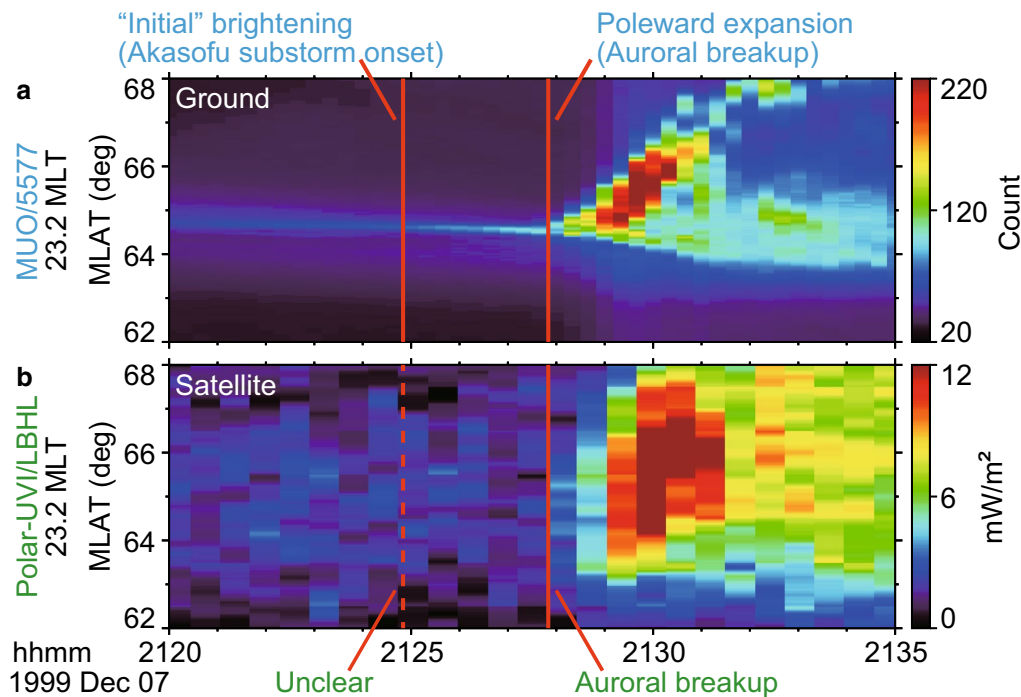 “Initial” brightening
(Akasofu substorm onset)
Poleward expansion
(Auroral breakup)
a
MUO/5577
23.2 MLT
MLAT (deg)
68
66
64
62
Ground
220
120
20
Count
b
Polar-UVI/LBHL
23.2 MLT
MLAT (deg)
68
66
64
62
Satellite
12
6
0
mW/m²
hhmm
2120
2125
2130
2135
1999 Dec 07
Unclear
Auroral breakup